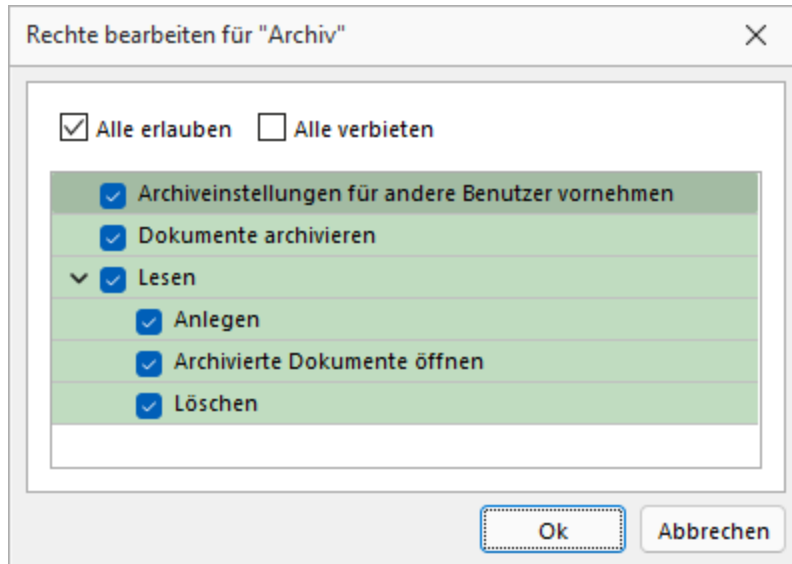 Rechte bearbeiten für "Archiv"
Alle erlauben Alle verbieten
Archiveinstellungen für andere Benutzer vornehmen
Dokumente archivieren
Lesen
Anlegen
Archivierte Dokumente öffnen
Löschen
Ok Abbrechen